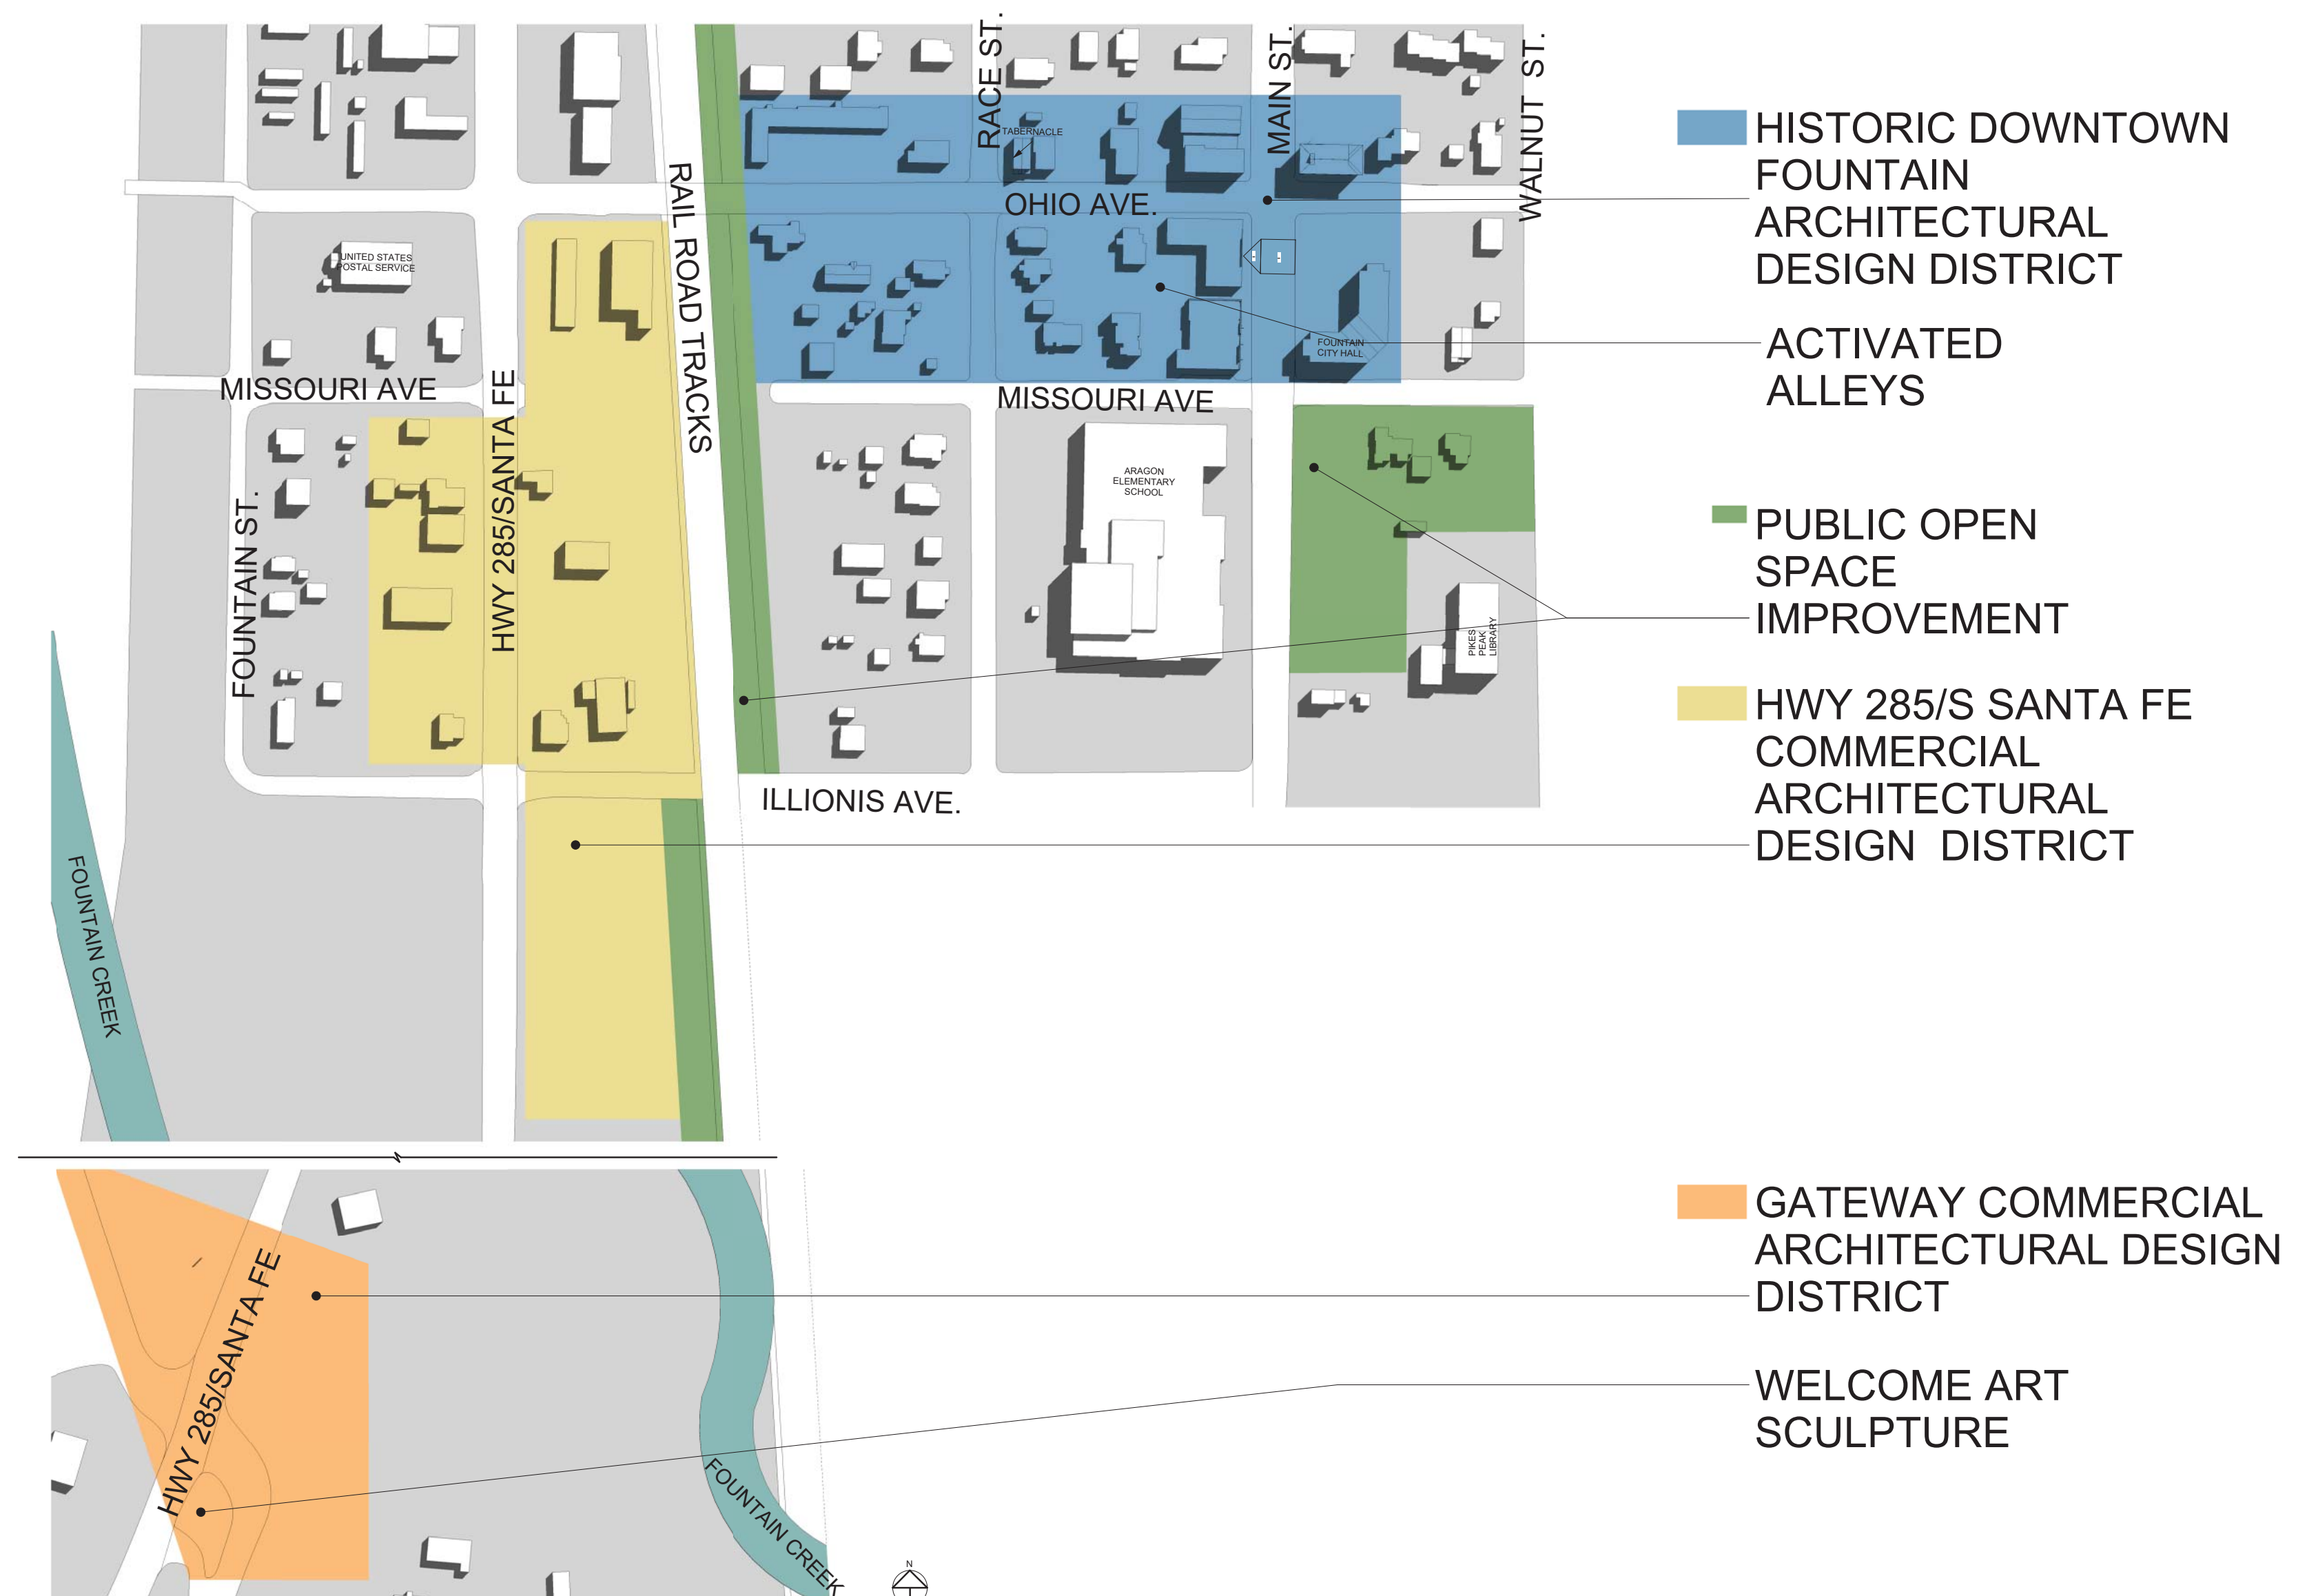 RACE ST.
MAIN ST.
WALNUT ST.
TABERNACLE
OHIO AVE.
RAIL ROAD TRACKS
UNITED STATES
POSTAL SERVICE
FOUNTAIN
CITY HALL
MISSOURI AVE
MISSOURI AVE
HWY 285/SANTA FE
FOUNTAIN ST.
ARAGON
ELEMENTARY
SCHOOL
PIKES
PEAK
LIBRARY
ILLIONIS AVE.
FOUNTAIN CREEK
HWY 285/SANTA FE
FOUNTAIN CREEK
N
HISTORIC DOWNTOWN
FOUNTAIN
ARCHITECTURAL
DESIGN DISTRICT
ACTIVATED
ALLEYS
PUBLIC OPEN
SPACE
IMPROVEMENT
HWY 285/S SANTA FE
COMMERCIAL
ARCHITECTURAL
DESIGN DISTRICT
GATEWAY COMMERCIAL
ARCHITECTURAL DESIGN
DISTRICT
WELCOME ART
SCULPTURE